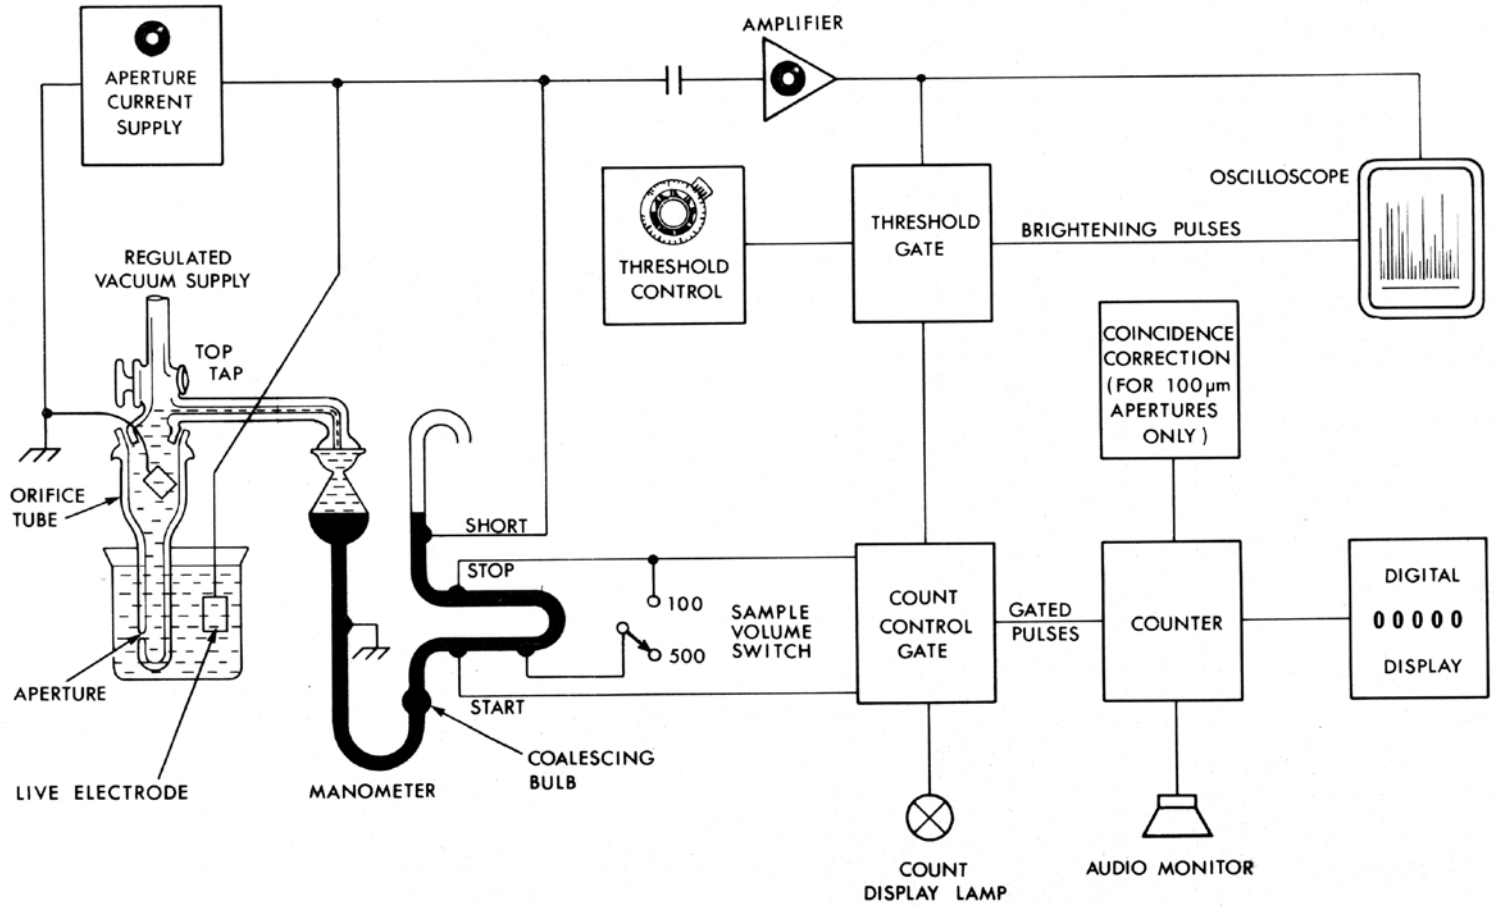 AMPLIFIER
APERTURE
CURRENT
SUPPLY
OSCILLOSCOPE
THRESHOLD
CONTROL
THRESHOLD
GATE
BRIGHTENING PULSES
REGULATED
VACUUM SUPPLY
TOP
TAP
COINCIDENCE
CORRECTION
(FOR 100µm
APERTURES
ONLY)
ORIFICE
TUBE
SHORT
STOP
100
500
SAMPLE
VOLUME
SWITCH
COUNT
CONTROL
GATE
GATED
PULSES
COUNTER
DIGITAL
00000
DISPLAY
APERTURE
START
COALESCING
BULB
LIVE ELECTRODE
MANOMETER
COUNT
DISPLAY LAMP
AUDIO MONITOR